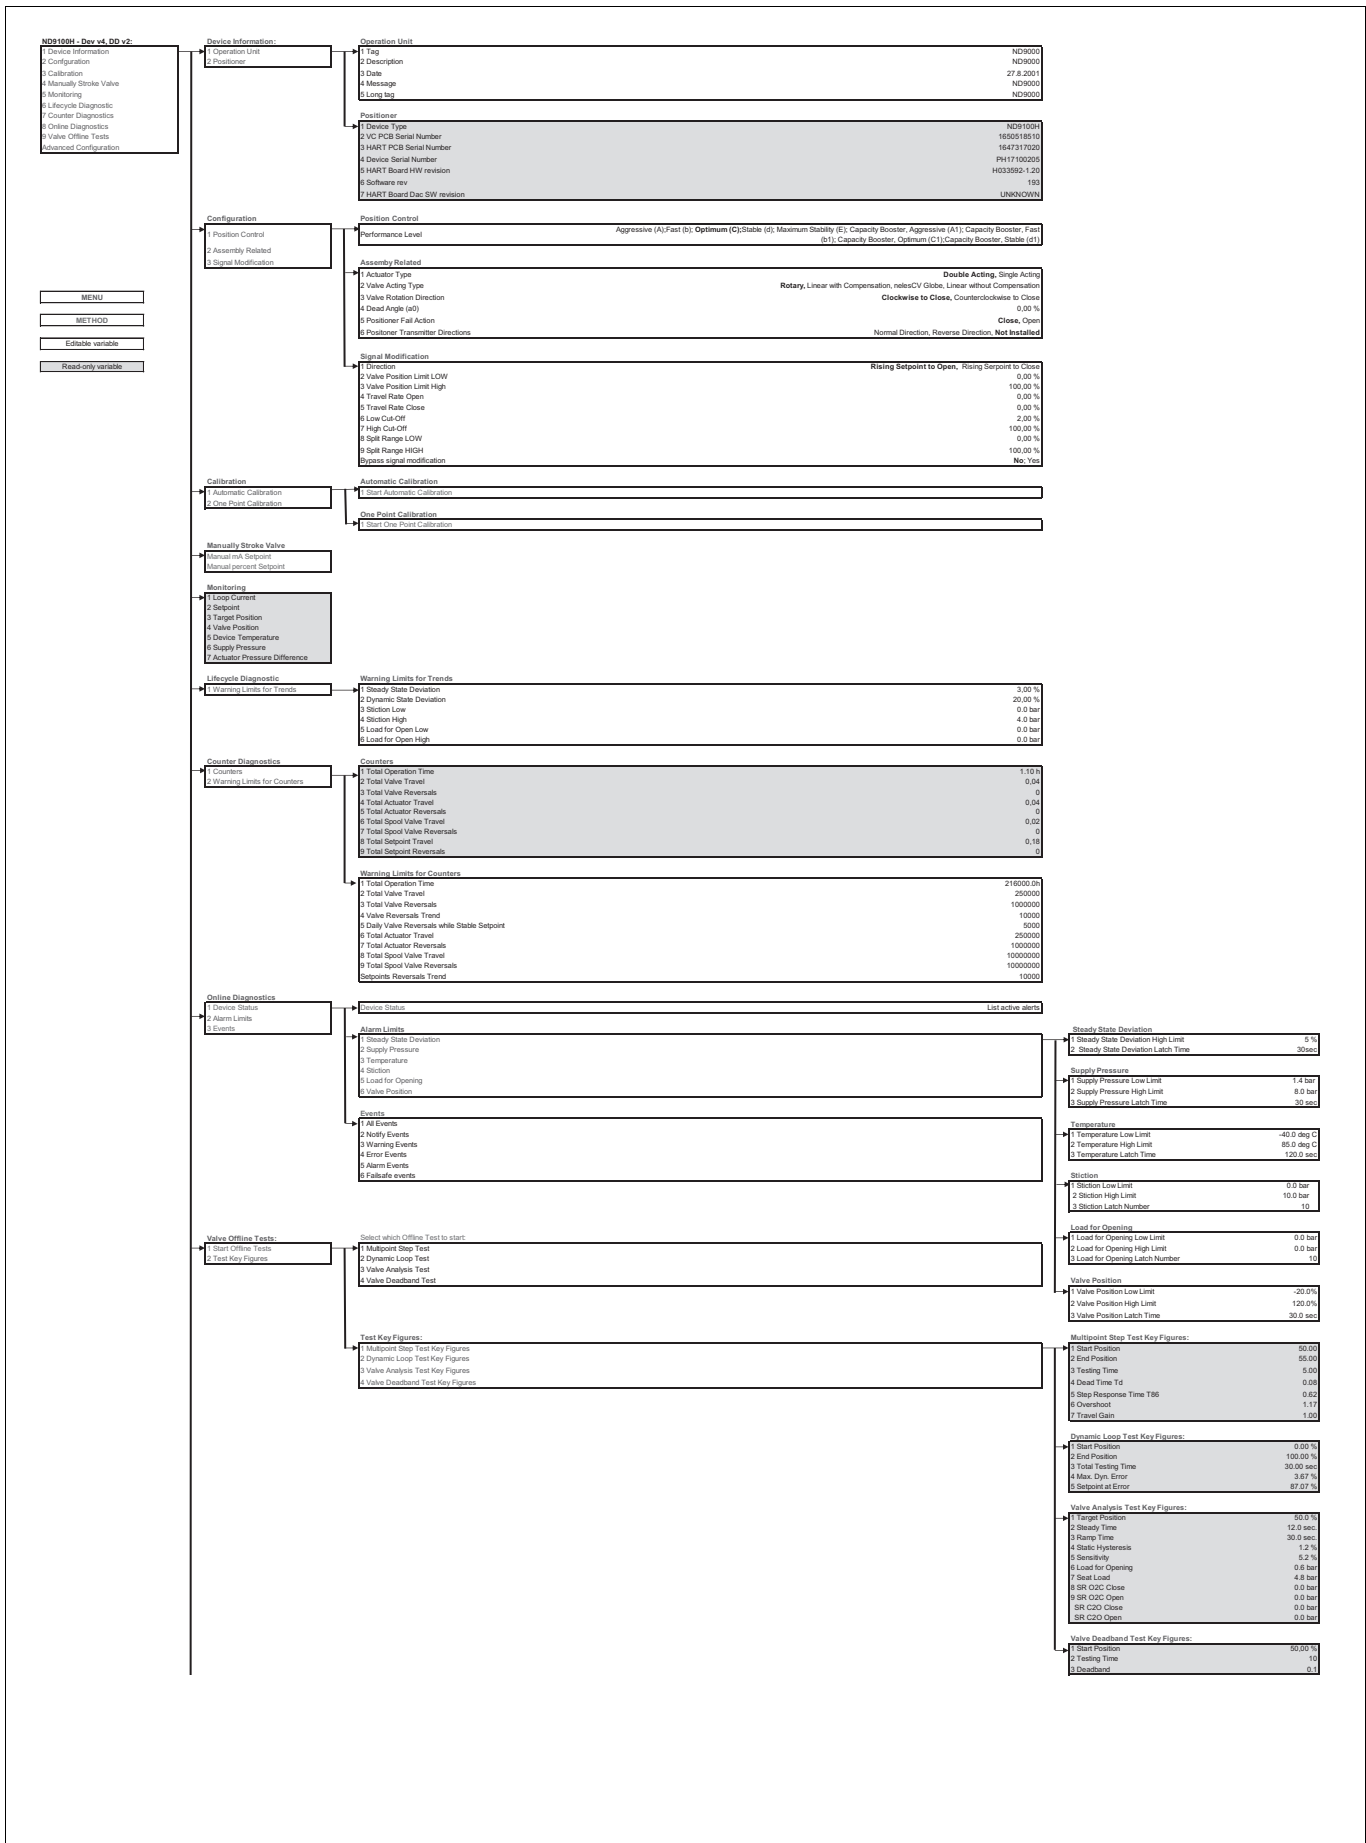 ND9100H - Dev v4, DD v2:
1 Device Information
2 Confguration
3 Calibration
4 Manually Stroke Valve
5 Monitoring
6 Lifecycle Diagnostic
7 Counter Diagnostics
8 Online Diagnostics
9 Valve Offline Tests
Advanced Configuration
MENU
METHOD
Editable variable
Read-only variable
Device Information:
1 Operation Unit
2 Positioner
Operation Unit
1 Tag ND9000
2 Description ND9000
3 Date 27.8.2001
4 Message ND9000
5 Long tag ND9000
Positioner
1 Device Type ND9100H
2 VC PCB Serial Number 1650518510
3 HART PCB Serial Number 1647317020
4 Device Serial Number PH17100205
5 HART Board HW revision H033592-1.20
6 Software rev 193
7 HART Board Dac SW revision UNKNOWN
Configuration
1 Position Control
2 Assembly Related
3 Signal Modification
Position Control
Performance Level Aggressive (A);Fast (b); Optimum (C);Stable (d); Maximum Stability (E); Capacity Booster, Aggressive (A1); Capacity Booster, Fast
(b1); Capacity Booster, Optimum (C1);Capacity Booster, Stable (d1)
Assemby Related
1 Actuator Type Double Acting, Single Acting
2 Valve Acting Type Rotary, Linear with Compensation, nelesCV Globe, Linear without Compensation
3 Valve Rotation Direction Clockwise to Close, Counterclockwise to Close
4 Dead Angle (a0) 0,00 %
5 Positioner Fail Action Close, Open
6 Positoner Transmitter Directions Normal Direction, Reverse Direction, Not Installed
Signal Modification
1 Direction Rising Setpoint to Open, Rising Serpoint to Close
2 Valve Position Limit LOW 0,00 %
3 Valve Position Limit High 100,00 %
4 Travel Rate Open 0,00 %
5 Travel Rate Close 0,00 %
6 Low Cut-Off 2,00 %
7 High Cut-Off 100,00 %
8 Split Range LOW 0,00 %
9 Split Range HIGH 100,00 %
Bypass signal modification No; Yes
Calibration
1 Automatic Calibration
2 One Point Calibration
Automatic Calibration
1 Start Automatic Calibration
One Point Calibration
1 Start One Point Calibration
Manually Stroke Valve
Manual mA Setpoint
Manual percent Setpoint
Monitoring
1 Loop Current
2 Setpoint
3 Target Position
4 Valve Position
5 Device Temperature
6 Supply Pressure
7 Actuator Pressure Difference
Lifecycle Diagnostic
1 Warning Limits for Trends
Warning Limits for Trends
1 Steady State Deviation 3,00 %
2 Dynamic State Deviation 20,00 %
3 Stiction Low 0.0 bar
4 Stiction High 4.0 bar
5 Load for Open Low 0.0 bar
6 Load for Open High 0.0 bar
Counter Diagnostics
1 Counters
2 Warning Limits for Counters
Counters
1 Total Operation Time 1.10 h
2 Total Valve Travel 0,04
3 Total Valve Reversals 0
4 Total Actuator Travel 0,04
5 Total Actuator Reversals 0
6 Total Spool Valve Travel 0,02
7 Total Spool Valve Reversals 0
8 Total Setpoint Travel 0,18
9 Total Setpoint Reversals 0
Warning Limits for Counters
1 Total Operation Time 216000.0h
2 Total Valve Travel 250000
3 Total Valve Reversals 1000000
4 Valve Reversals Trend 10000
5 Daily Valve Reversals while Stable Setpoint 5000
6 Total Actuator Travel 250000
7 Total Actuator Reversals 1000000
8 Total Spool Valve Travel 10000000
9 Total Spool Valve Reversals 10000000
Setpoints Reversals Trend 10000
Online Diagnostics
1 Device Status
2 Alarm Limits
3 Events
Device Status List active alerts
Alarm Limits
1 Steady State Deviation
2 Supply Pressure
3 Temperature
4 Stiction
5 Load for Opening
6 Valve Position
Events
1 All Events
2 Notify Events
3 Warning Events
4 Error Events
5 Alarm Events
6 Failsafe events
Steady State Deviation
1 Steady State Deviation High Limit 5 %
2 Steady State Deviation Latch Time 30sec
Supply Pressure
1 Supply Pressure Low Limit 1.4 bar
2 Supply Pressure High Limit 8.0 bar
3 Supply Pressure Latch Time 30 sec
Temperature
1 Temperature Low Limit -40.0 deg C
2 Temperature High Limit 85.0 deg C
3 Temperature Latch Time 120.0 sec
Stiction
1 Stiction Low Limit 0.0 bar
2 Stiction High Limit 10.0 bar
3 Stiction Latch Number 10
Load for Opening
1 Load for Opening Low Limit 0.0 bar
2 Load for Opening High Limit 0.0 bar
3 Load for Opening Latch Number 10
Valve Position
1 Valve Position Low Limit -20.0%
2 Valve Position High Limit 120.0%
3 Valve Position Latch Time 30.0 sec
Valve Offline Tests:
1 Start Offline Tests
2 Test Key Figures
Select which Offline Test to start:
1 Multipoint Step Test
2 Dynamic Loop Test
3 Valve Analysis Test
4 Valve Deadband Test
Test Key Figures:
1 Multipoint Step Test Key Figures
2 Dynamic Loop Test Key Figures
3 Valve Analysis Test Key Figures
4 Valve Deadband Test Key Figures
Multipoint Step Test Key Figures:
1 Start Position 50.00
2 End Position 55.00
3 Testing Time 5.00
4 Dead Time Td 0.08
5 Step Response Time T86 0.62
6 Overshoot 1.17
7 Travel Gain 1.00
Dynamic Loop Test Key Figures:
1 Start Position 0.00 %
2 End Position 100.00 %
3 Total Testing Time 30.00 sec
4 Max. Dyn. Error 3.67 %
5 Setpoint at Error 87.07 %
Valve Analysis Test Key Figures:
1 Target Position 50.0 %
2 Steady Time 12.0 sec.
3 Ramp Time 30.0 sec.
4 Static Hysteresis 1.2 %
5 Sensitivity 5.2 %
6 Load for Opening 0.6 bar
7 Seat Load 4.8 bar
8 SR O2C Close 0.0 bar
9 SR O2C Open 0.0 bar
SR C2O Close 0.0 bar
SR C2O Open 0.0 bar
Valve Deadband Test Key Figures:
1 Start Position 50,00 %
2 Testing Time 10
3 Deadband 0.1